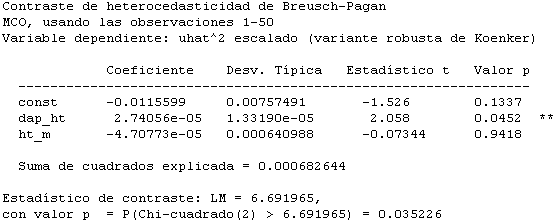 Contraste de heterocedasticidad de Breusch-Pagan
MCO, usando las observaciones 1-50
Variable dependiente: uhat^2 escalado (variante robusta de Koenker)
Coeficiente Desv. Típica Estadístico t Valor p
---------------------------------------------------------------
const -0.0115599 0.00757491 -1.526 0.1337
dap_ht 2.74056e-05 1.33190e-05 2.058 0.0452 **
ht_m -4.70773e-05 0.000640988 -0.07344 0.9418
Suma de cuadrados explicada = 0.000682644
Estadístico de contraste: LM = 6.691965,
con valor p = P(Chi-cuadrado(2) > 6.691965) = 0.035226